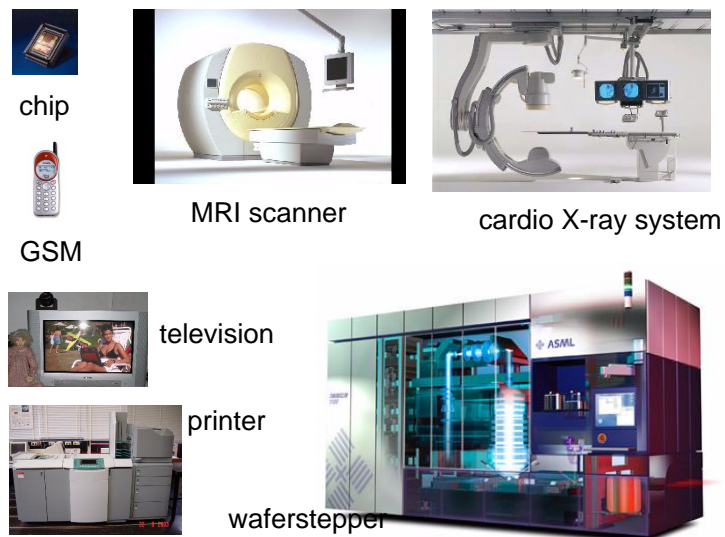 chip
MRI scanner
cardio X-ray system
GSM
television
ASML
printer
waferstepper